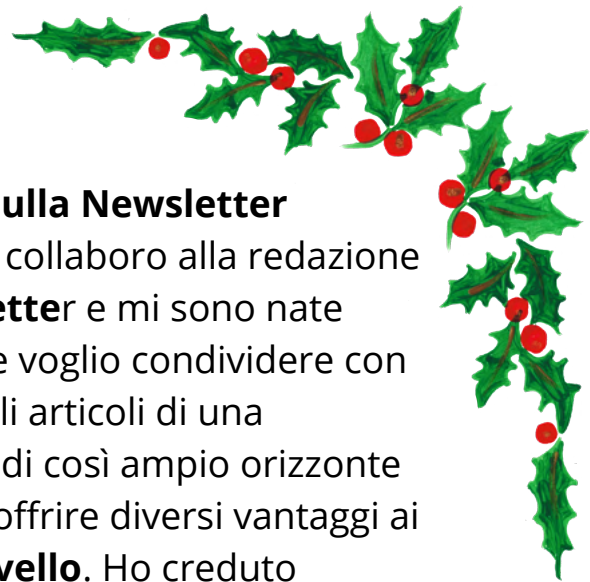 ulla Newsletter
collaboro alla redazione
etter e mi sono nate
e voglio condividere con
li articoli di una
di così ampio orizzonte
offrire diversi vantaggi ai
vello. Ho creduto